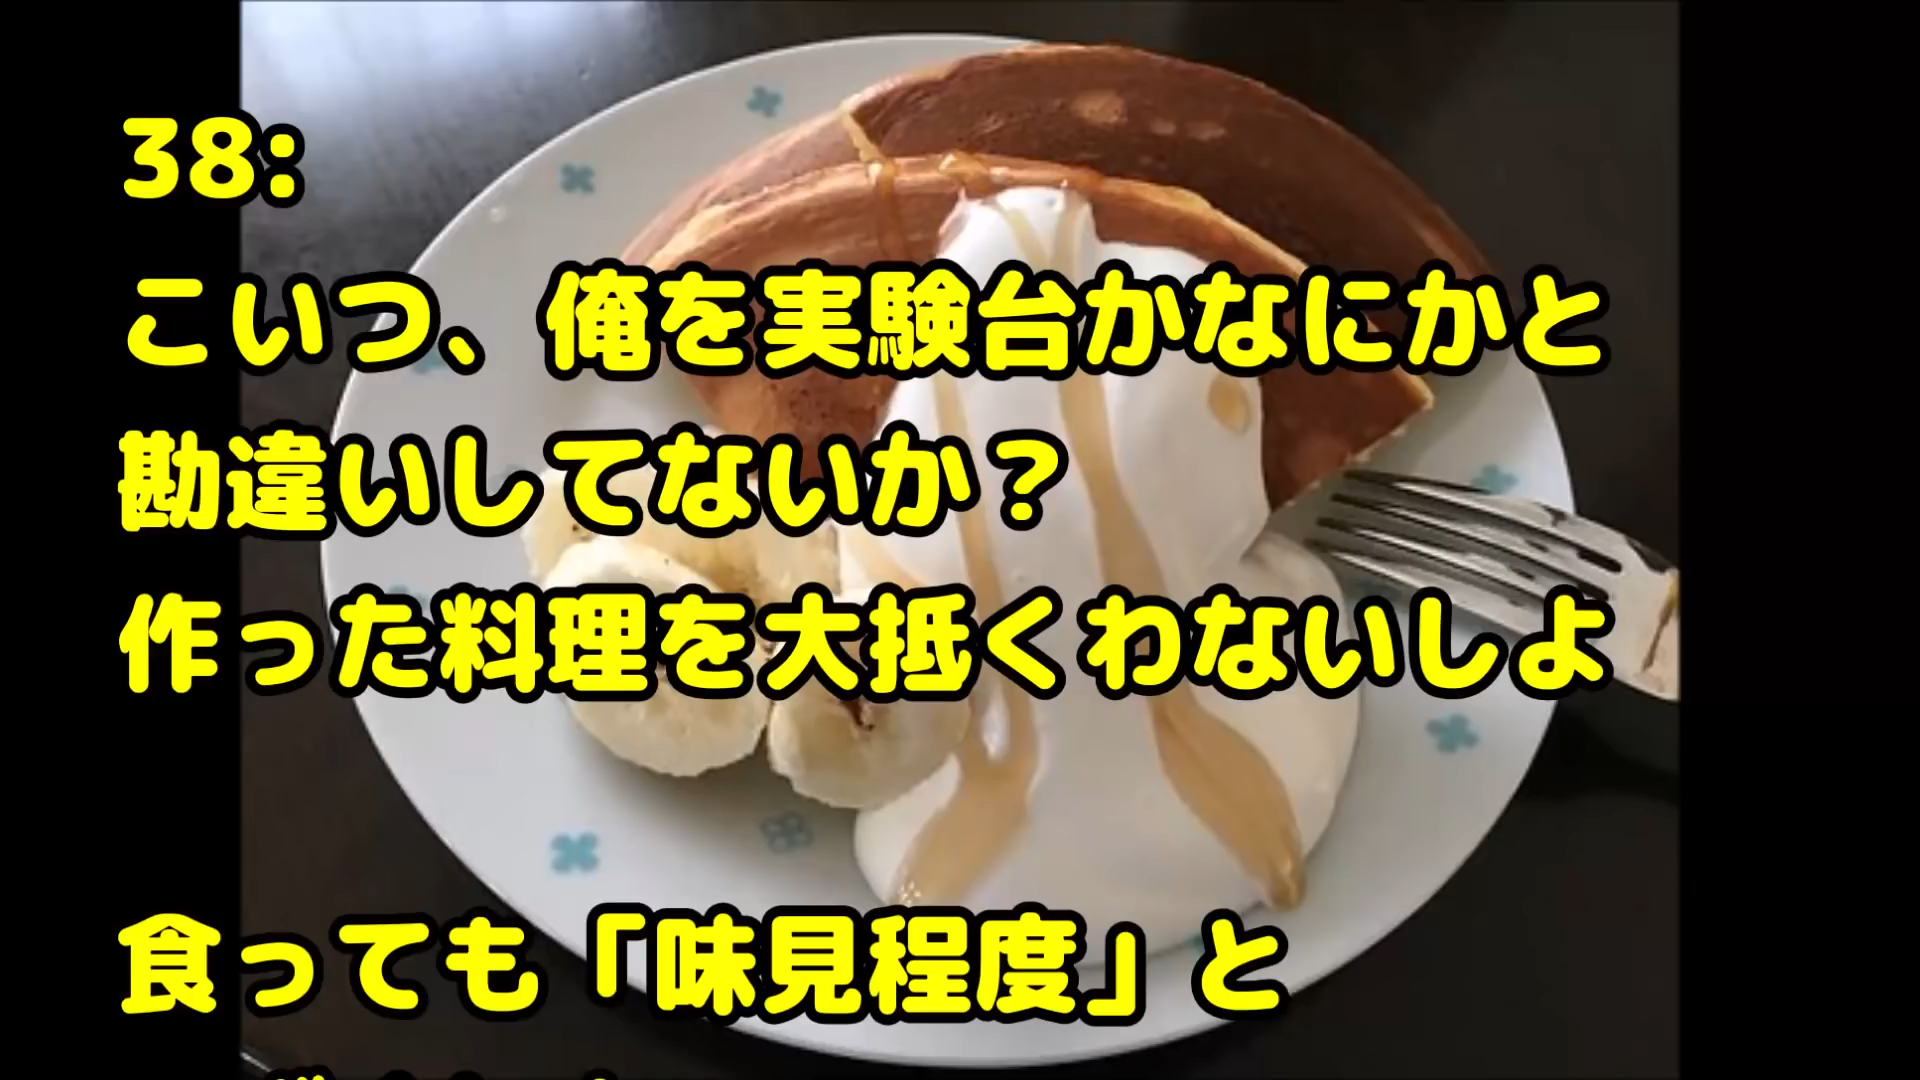 38:
こいつ、俺を実験台かなにかと
勘違いしてないか？
作った料理を大抵くわないしよ
食っても「味見程度」と